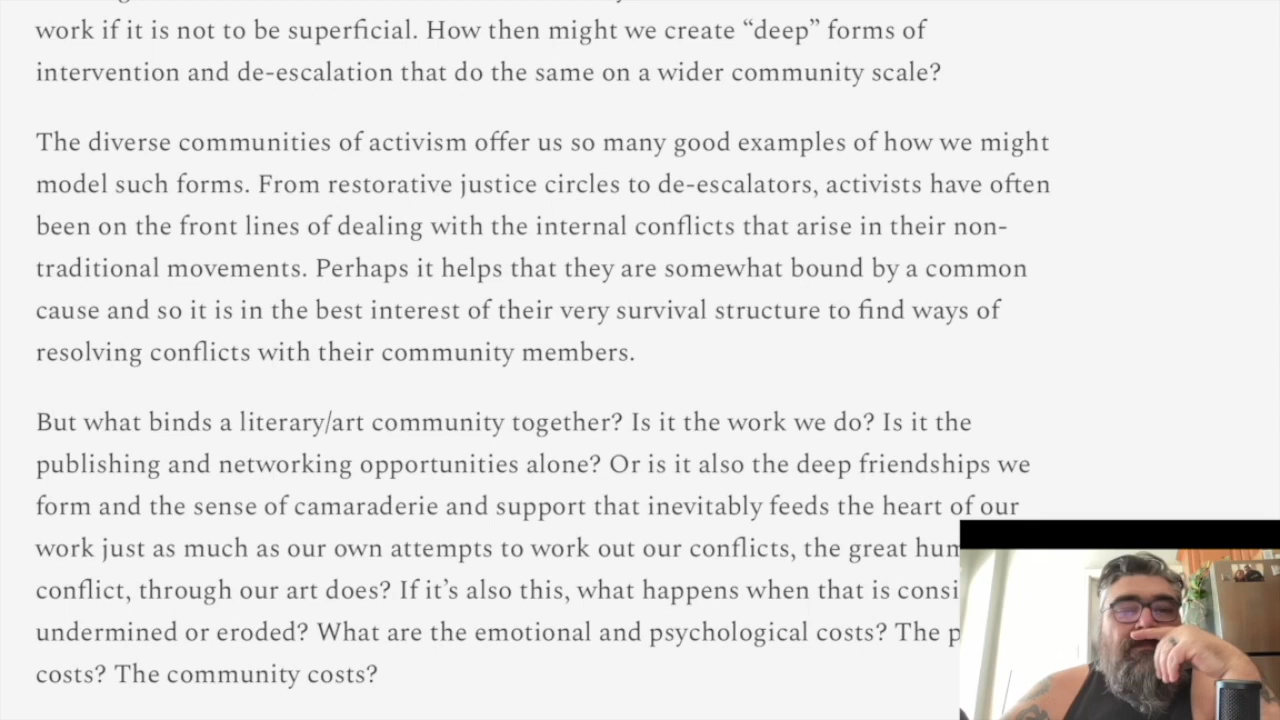 work if it is not to be superficial. How then might we create “deep” forms of
intervention and de-escalation that do the same on a wider community scale?
The diverse communities of activism offer us so many good examples of how we might
model such forms. From restorative justice circles to de-escalators, activists have often
been on the front lines of dealing with the internal conflicts that arise in their non-
traditional movements. Perhaps it helps that they are somewhat bound by a common
cause and so it is in the best interest of their very survival structure to find ways of
resolving conflicts with their community members.
But what binds a literary/art community together? Is it the work we do? Is it the
publishing and networking opportunities alone? Or is it also the deep friendships we
form and the sense of camaraderie and support that inevitably feeds the heart of our
work just as much as our own attempts to work out our conflicts, the great
conflict, through our art does? If it’s also this, what happens when that is
undermined or eroded? What are the emotional and psychological costs? The
costs? The community costs?